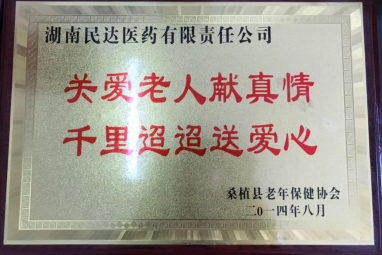 湖南民达医药有限责任公司
关爱老人献真情
千里迢迢送爱心
桑植县老年保健协会
二0一四年八月